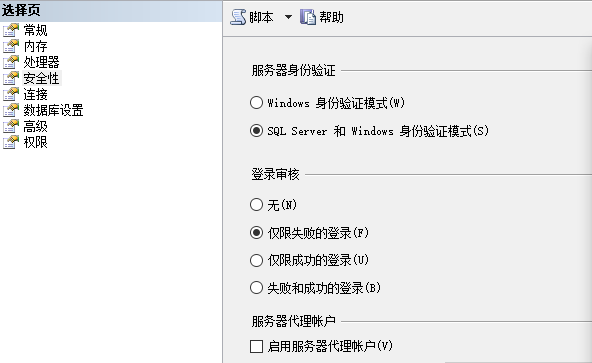 选择页
常规
内存
处理器
安全性
连接
数据库设置
高级
权限
脚本 帮助
服务器身份验证
Windows 身份验证模式(W)
SQL Server 和 Windows 身份验证模式(S)
登录审核
无(N)
仅限失败的登录(F)
仅限成功的登录(U)
失败和成功的登录(B)
服务器代理帐户
启用服务器代理帐户(V)